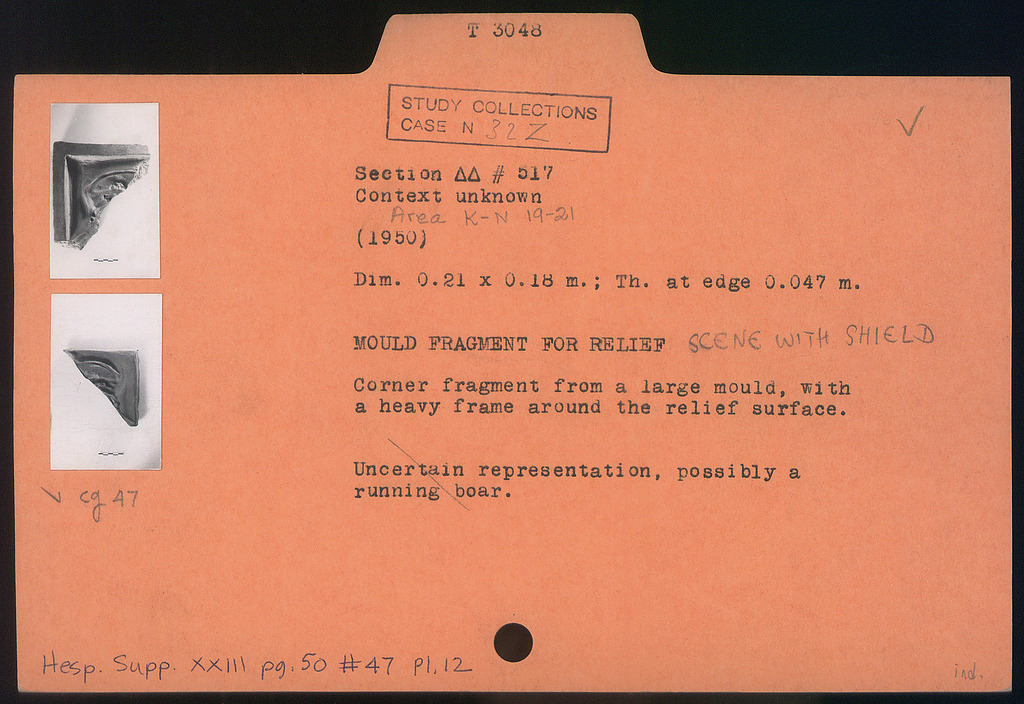 T 3048
STUDY COLLECTIONS
CASE N 32 Z
Section ΔΔ # 517
Context unknown
Area K-N 19-21
(1950)
Dim. 0.21 x 0.18 m.; Th. at edge 0.047 m.
MOULD FRAGMENT FOR RELIEF SCENE WITH SHIELD
Corner fragment from a large mould, with
a heavy frame around the relief surface.
Uncertain representation, possibly a
running boar.
cg 47
Hesp. Supp. XXIII pg. 50 #47 Pl. 12
ind.